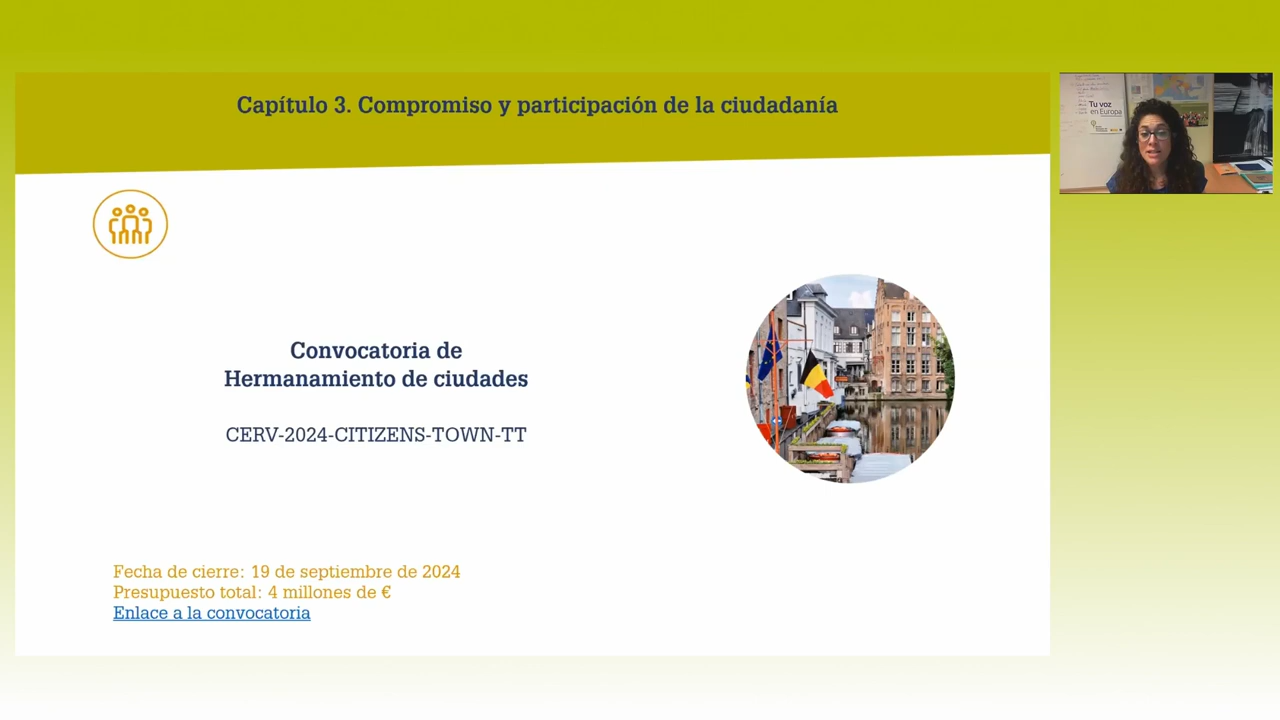 Capítulo 3. Compromiso y participación de la ciudadanía
Tu voz
en Europa
Convocatoria de
Hermanamiento de ciudades
CERV-2024-CITIZENS-TOWN-TT
Fecha de cierre: 19 de septiembre de 2024
Presupuesto total: 4 millones de €
Enlace a la convocatoria